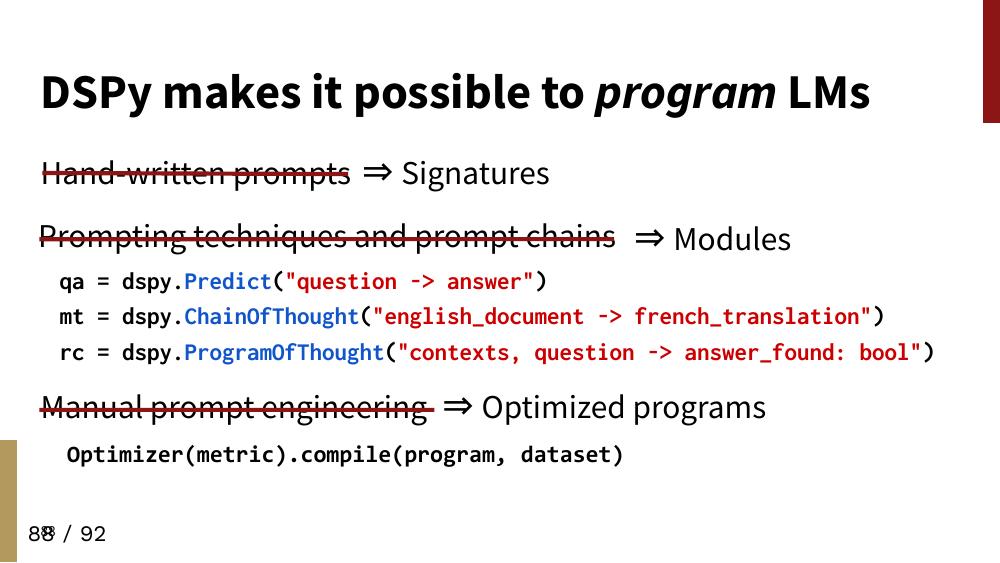 DSPy makes it possible to program LMs
Hand-written prompts ⇒ Signatures
Prompting techniques and prompt chains ⇒ Modules
qa = dspy.Predict("question -> answer")
mt = dspy.ChainOfThought("english_document -> french_translation")
rc = dspy.ProgramOfThought("contexts, question -> answer_found: bool")
Manual prompt engineering ⇒ Optimized programs
Optimizer(metric).compile(program, dataset)
/ 92